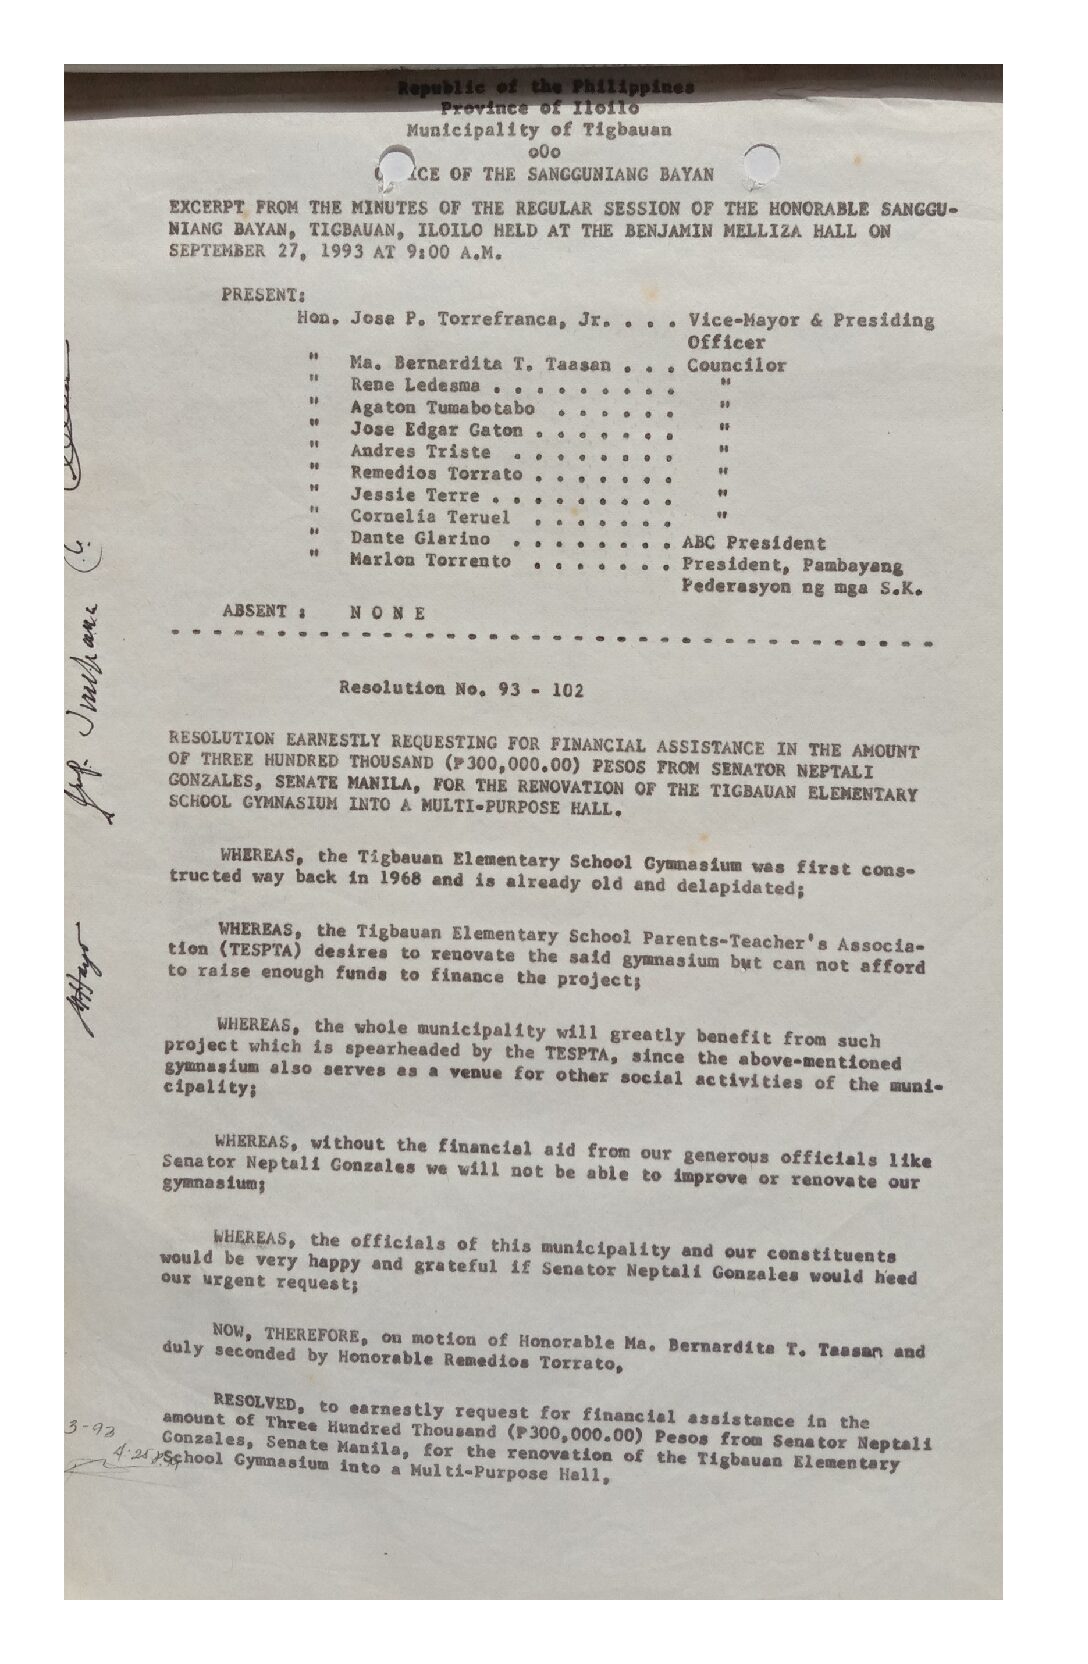 Republic of the Philippines
Province of Iloilo
Municipality of Tigbauan
oOo
OF THE SANGGUNIANG BAYAN
EXCERPT FROM THE MINUTES OF THE REGULAR SESSION OF THE HONORABLE SANGGU-
NIANG BAYAN, TIGBAUAN, ILOILO HELD AT THE BENJAMIN MELLIZA HALL ON
SEPTEMBER 27, 1993 AT 9:00 A.M.
PRESENT:
Hon. Jose P. Torrefranca, Jr. . . . . Vice-Mayor & Presiding
Officer
" Ma. Bernardita T. Taasan . . . Councilor
" Rene Ledesma . . . . . . . . . "
" Agaton Tumabotabo . . . . . . "
" Jose Edgar Gaton . . . . . . . "
" Andres Triste . . . . . . . . "
" Remedios Torrato . . . . . . . "
" Jessie Terre . . . . . . . . . "
" Cornelia Teruel . . . . . . . "
" Dante Glarino . . . . . . . . ABC President
" Marlon Torrento . . . . . . . President, Pambayang
Pederasyon ng mga S.K.
ABSENT : N O N E
- - - - - - - - - - - - - - - - - - - - - - - - - - - - - - - - - - - -
Resolution No. 93 - 102
RESOLUTION EARNESTLY REQUESTING FOR FINANCIAL ASSISTANCE IN THE AMOUNT
OF THREE HUNDRED THOUSAND (₱300,000.00) PESOS FROM SENATOR NEPTALI
GONZALES, SENATE MANILA, FOR THE RENOVATION OF THE TIGBAUAN ELEMENTARY
SCHOOL GYMNASIUM INTO A MULTI-PURPOSE HALL.
WHEREAS, the Tigbauan Elementary School Gymnasium was first cons-
tructed way back in 1968 and is already old and delapidated;
WHEREAS, the Tigbauan Elementary School Parents-Teacher's Associa-
tion (TESPTA) desires to renovate the said gymnasium but can not afford
to raise enough funds to finance the project;
WHEREAS, the whole municipality will greatly benefit from such
project which is spearheaded by the TESPTA, since the above-mentioned
gymnasium also serves as a venue for other social activities of the muni-
cipality;
WHEREAS, without the financial aid from our generous officials like
Senator Neptali Gonzales we will not be able to improve or renovate our
gymnasium;
WHEREAS, the officials of this municipality and our constituents
would be very happy and grateful if Senator Neptali Gonzales would heed
our urgent request;
NOW, THEREFORE, on motion of Honorable Ma. Bernardita T. Taasan and
duly seconded by Honorable Remedios Torrato,
RESOLVED, to earnestly request for financial assistance in the
amount of Three Hundred Thousand (₱300,000.00) Pesos from Senator Neptali
Gonzales, Senate Manila, for the renovation of the Tigbauan Elementary
School Gymnasium into a Multi-Purpose Hall,
3-93